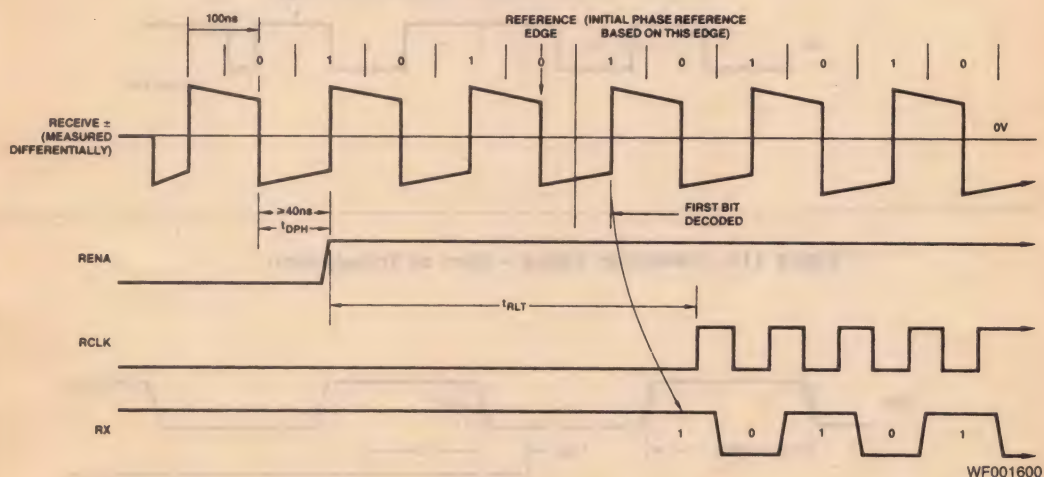 REFERENCE (INITIAL PHASE REFERENCE
EDGE BASED ON THIS EDGE)
100ns
0 1 0 1 0 1 0 1 0 1 0
RECEIVE ±
(MEASURED
DIFFERENTIALLY)
0V
≥40ns
tDPH
FIRST BIT
DECODED
RENA
tRLT
RCLK
RX
1 0 1 0 1
WF001600